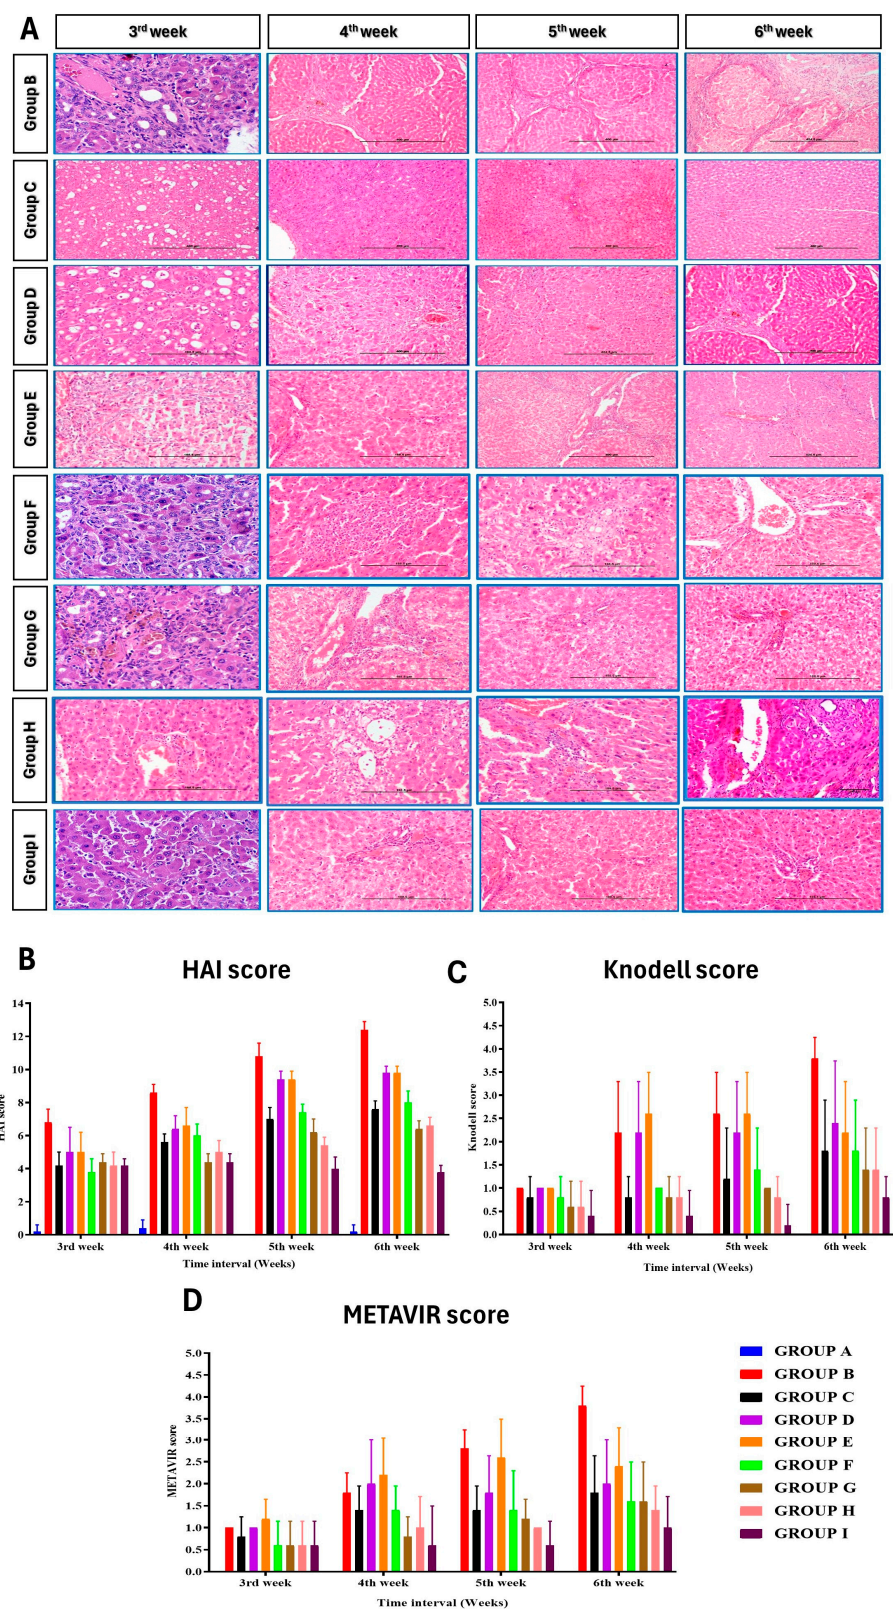 A
3rd week
4th week
5th week
6th week
Group B
Group C
Group D
Group E
Group F
Group G
Group H
Group I
B
HAI score
14
12
10
8
6
4
2
0
HAI score
3rd week
4th week
5th week
6th week
Time interval (Weeks)
C
Knodell score
5.0
4.5
4.0
3.5
3.0
2.5
2.0
1.5
1.0
0.5
0.0
Knodell score
3rd week
4th week
5th week
6th week
Time interval (Weeks)
D
METAVIR score
5.0
4.5
4.0
3.5
3.0
2.5
2.0
1.5
1.0
0.5
0.0
METAVIR score
3rd week
4th week
5th week
6th week
Time interval (Weeks)
GROUP A
GROUP B
GROUP C
GROUP D
GROUP E
GROUP F
GROUP G
GROUP H
GROUP I